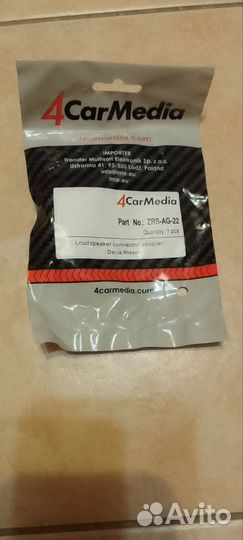 4CarMedia
4carmedia.com
IMPORTER
Transfer Multisort Elektronik Sp. z o.o.
Ustronna 41, 93-350 Łódź, Poland
info@tme.eu
tme.eu
4CarMedia
Part No.: ZRS-AG-22
Quantity: 1 pcs
Loudspeaker connector adapter
Dacia,Nissan
4carmedia.com
Avito